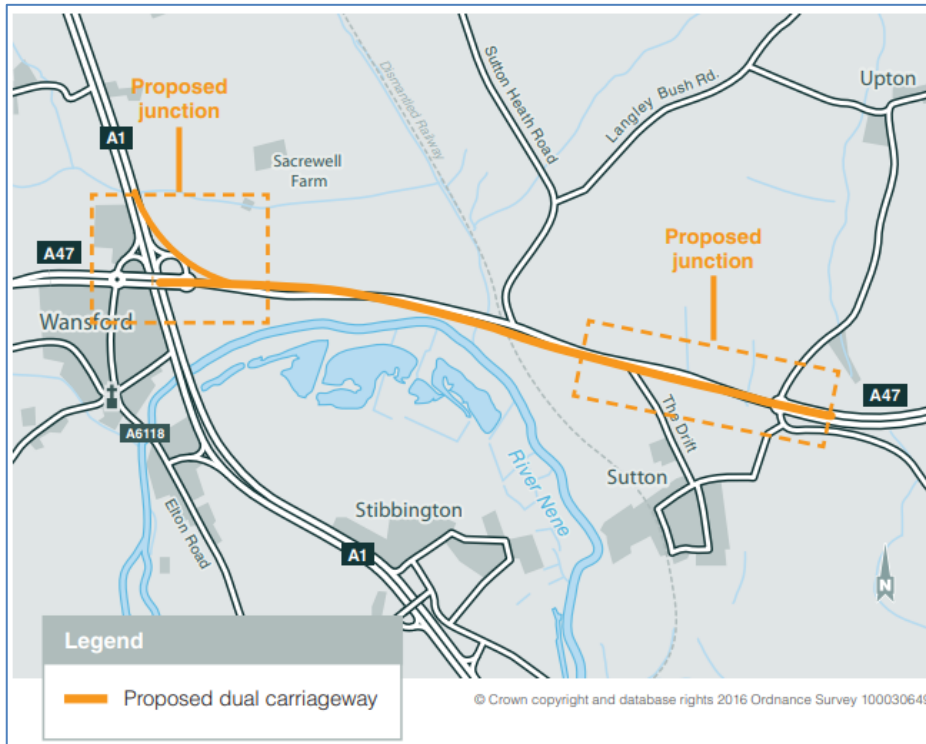 Proposed
junction
A1
Sacrewell
Farm
A47
Wansford
A6118
Elton Road
Dismantled Railway
Sutton Heath Road
Langley Bush Rd.
Upton
Proposed
junction
A47
The Drift
Sutton
River Nene
Stibbington
A1
N
Legend
Proposed dual carriageway
© Crown copyright and database rights 2016 Ordnance Survey 100030649